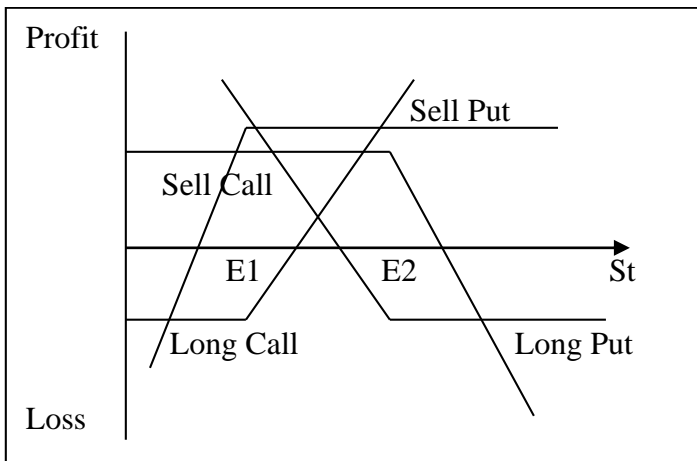 Profit
Sell Put
Sell Call
E1
E2
St
Long Call
Long Put
Loss